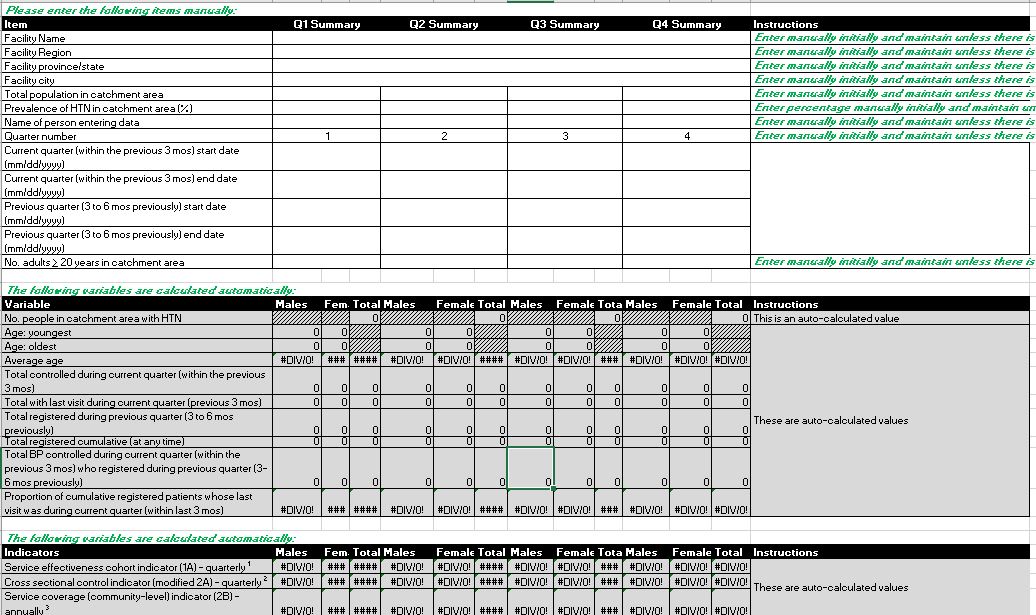 Please enter the following items manually:
Item Q1 Summary Q2 Summary Q3 Summary Q4 Summary Instructions
Facility Name Enter manually initially and maintain unless there is
Facility Region Enter manually initially and maintain unless there is
Facility province/state Enter manually initially and maintain unless there is
Facility city Enter manually initially and maintain unless there is
Total population in catchment area Enter manually initially and maintain unless there is
Prevalence of HTN in catchment area (%) Enter percentage manually initially and maintain un
Name of person entering data Enter manually initially and maintain unless there is
Quarter number 1 2 3 4 Enter manually initially and maintain unless there is
Current quarter (within the previous 3 mos) start date
(mm/dd/yyyy)
Current quarter (within the previous 3 mos) end date
(mm/dd/yyyy)
Previous quarter (3 to 6 mos previously) start date
(mm/dd/yyyy)
Previous quarter (3 to 6 mos previously) end date
(mm/dd/yyyy)
No. adults ≥ 20 years in catchment area Enter manually initially and maintain unless there is
The following variables are calculated automatically:
Variable Males Fem Total Males Female Total Males Female Tota Males Female Total Instructions
No. people in catchment area with HTN 0 0 0 0 This is an auto-calculated value
Age: youngest 0 0 0 0 0 0 0 0
Age: oldest 0 0 0 0 0 0 0 0
Average age #DIV/0! ### #### #DIV/0! #DIV/0! #### #DIV/0! #DIV/0! ### #DIV/0! #DIV/0! #DIV/0!
Total controlled during current quarter (within the previous
3 mos) 0 0 0 0 0 0 0 0 0 0 0 0
Total with last visit during current quarter (previous 3 mos) 0 0 0 0 0 0 0 0 0 0 0 0
Total registered during previous quarter (3 to 6 mos
previously) 0 0 0 0 0 0 0 0 0 0 0 0
These are auto-calculated values
Total registered cumulative (at any time) 0 0 0 0 0 0 0 0 0 0 0 0
Total BP controlled during current quarter (within the
previous 3 mos) who registered during previous quarter (3-
6 mos previously) 0 0 0 0 0 0 0 0 0 0 0 0
Proportion of cumulative registered patients whose last
visit was during current quarter (within last 3 mos) #DIV/0! ### #### #DIV/0! #DIV/0! #### #DIV/0! #DIV/0! ### #DIV/0! #DIV/0! #DIV/0!
The following variables are calculated automatically:
Indicators Males Fem Total Males Female Total Males Female Tota Males Female Total Instructions
Service effectiveness cohort indicator (1A) - quarterly 1 #DIV/0! ### #### #DIV/0! #DIV/0! #### #DIV/0! #DIV/0! ### #DIV/0! #DIV/0! #DIV/0!
Cross sectional control indicator (modified 2A) - quarterly 2 #DIV/0! ### #### #DIV/0! #DIV/0! #### #DIV/0! #DIV/0! ### #DIV/0! #DIV/0! #DIV/0!
These are auto-calculated values
Service coverage (community-level) indicator (2B) -
annually 3 #DIV/0! ### #### #DIV/0! #DIV/0! #### #DIV/0! #DIV/0! ### #DIV/0! #DIV/0! #DIV/0!